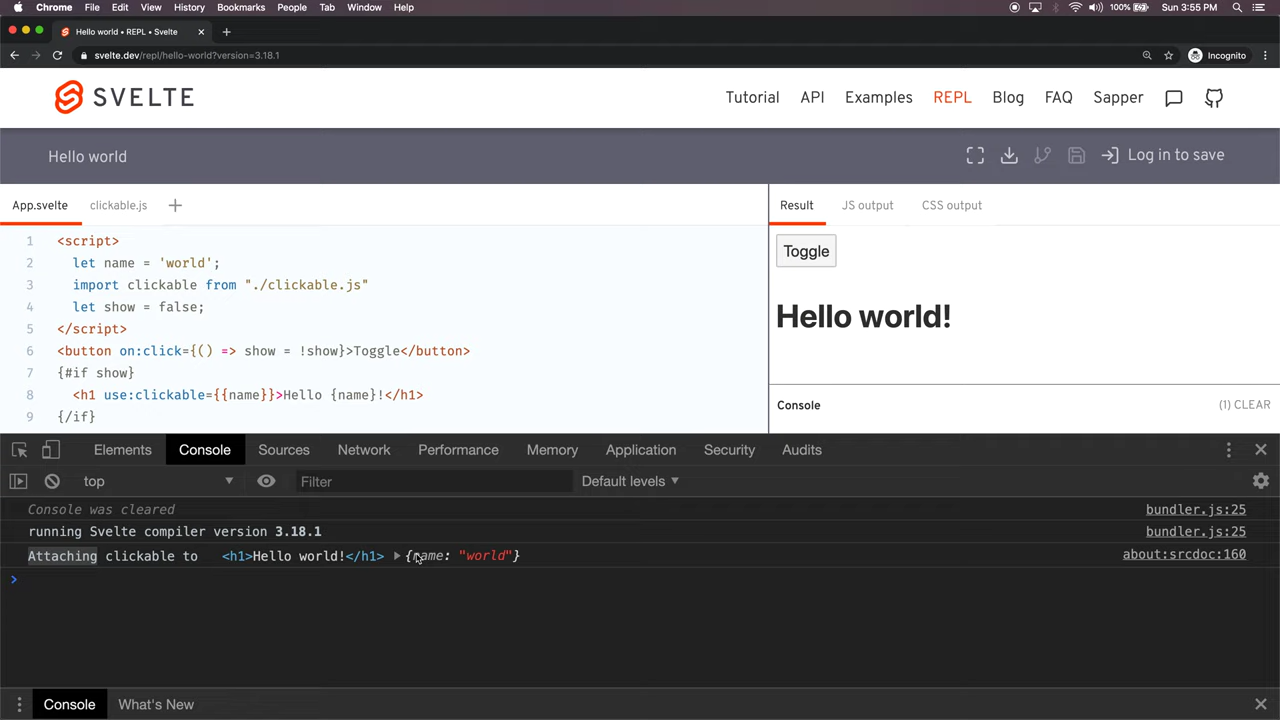 Chrome File Edit View History Bookmarks People Tab Window Help 100% Sun 3:55 PM
Hello world • REPL • Svelte
svelte.dev/repl/hello-world?version=3.18.1 Incognito
SVELTE Tutorial API Examples REPL Blog FAQ Sapper
Hello world Log in to save
App.svelte clickable.js + Result JS output CSS output
1 <script>
2 let name = 'world';
3 import clickable from "./clickable.js"
4 let show = false;
5 </script>
6 <button on:click={() => show = !show}>Toggle</button>
7 {#if show}
8 <h1 use:clickable={{name}}>Hello {name}!</h1>
9 {/if}
Toggle
Hello world!
Console (1) CLEAR
Elements Console Sources Network Performance Memory Application Security Audits
top Filter Default levels
Console was cleared bundler.js:25
running Svelte compiler version 3.18.1 bundler.js:25
Attaching clickable to <h1>Hello world!</h1> {name: "world"} about:srcdoc:160
>
Console What's New